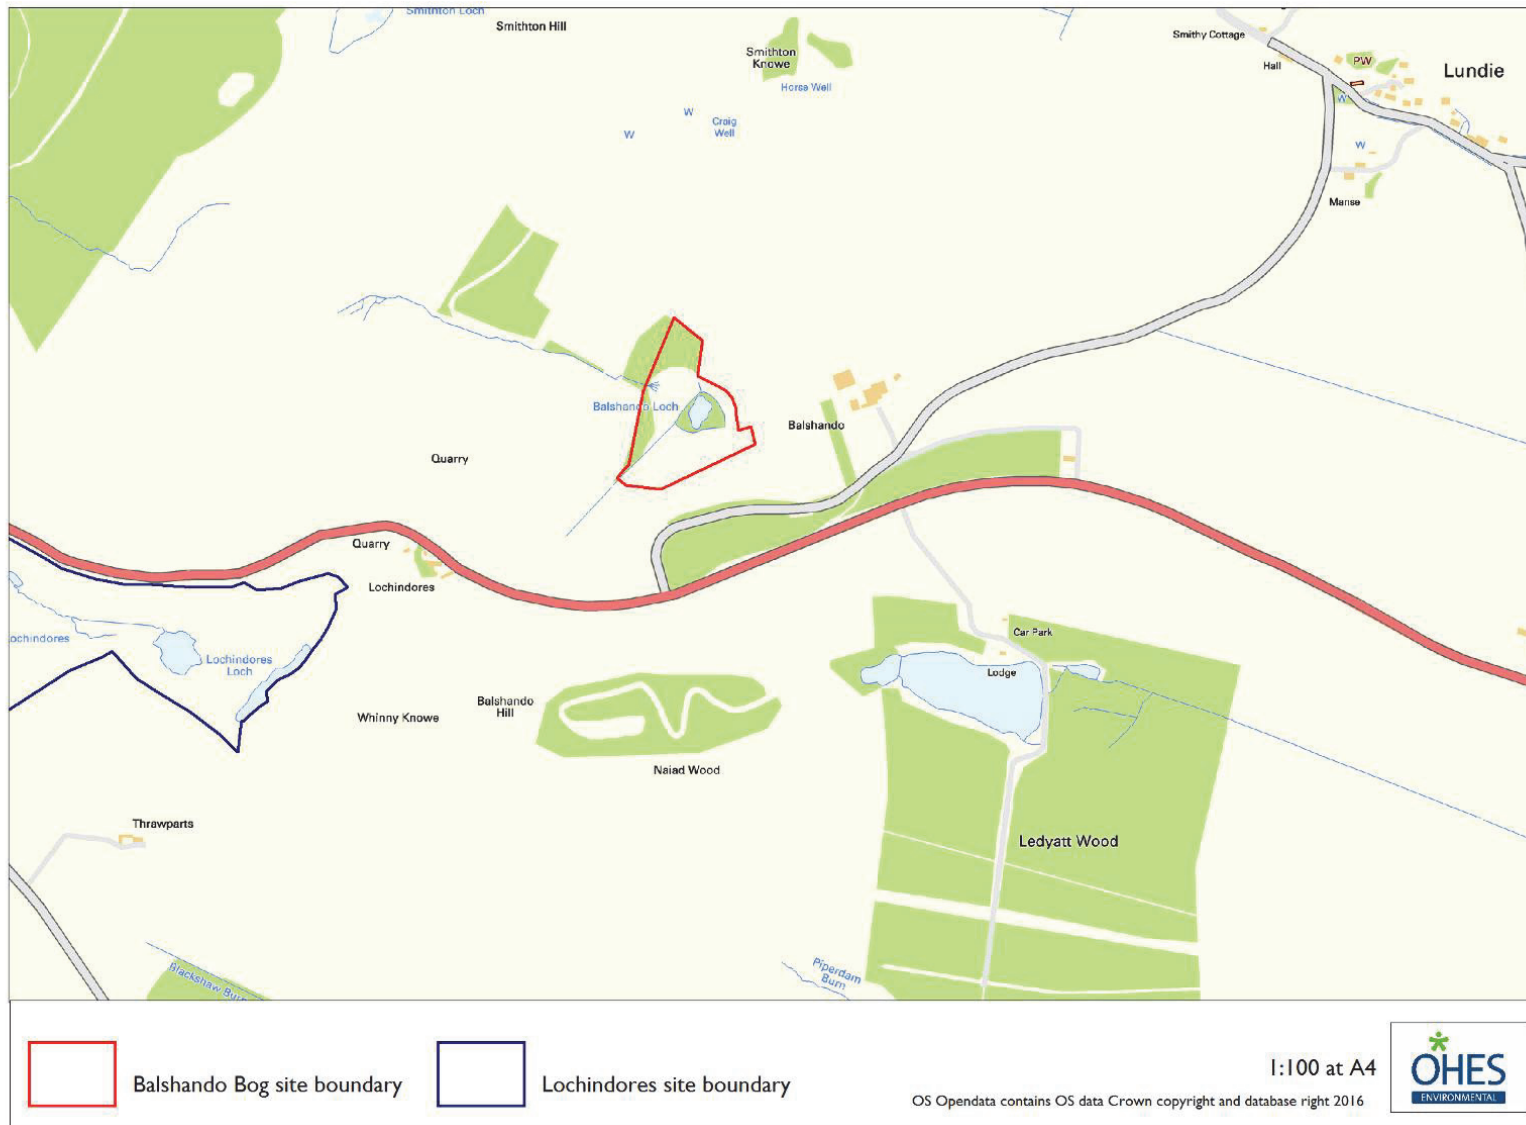 Smithton Loch
Smithton Hill
Smithton
Knowe
Horse Well
W
Craig
Well
W
Smithy Cottage
Hall
PW
Lundie
W
W
Manse
Balshando Loch
Balshando
Quarry
Quarry
Lochindores
ochindores
Lochindores
Loch
Whinny Knowe
Balshando
Hill
Naiad Wood
Car Park
Lodge
Thrawparts
Ledyatt Wood
Blackshaw Burn
Piperdam
Burn
Balshando Bog site boundary
Lochindores site boundary
1:100 at A4
OS Opendata contains OS data Crown copyright and database right 2016
OHES
ENVIRONMENTAL